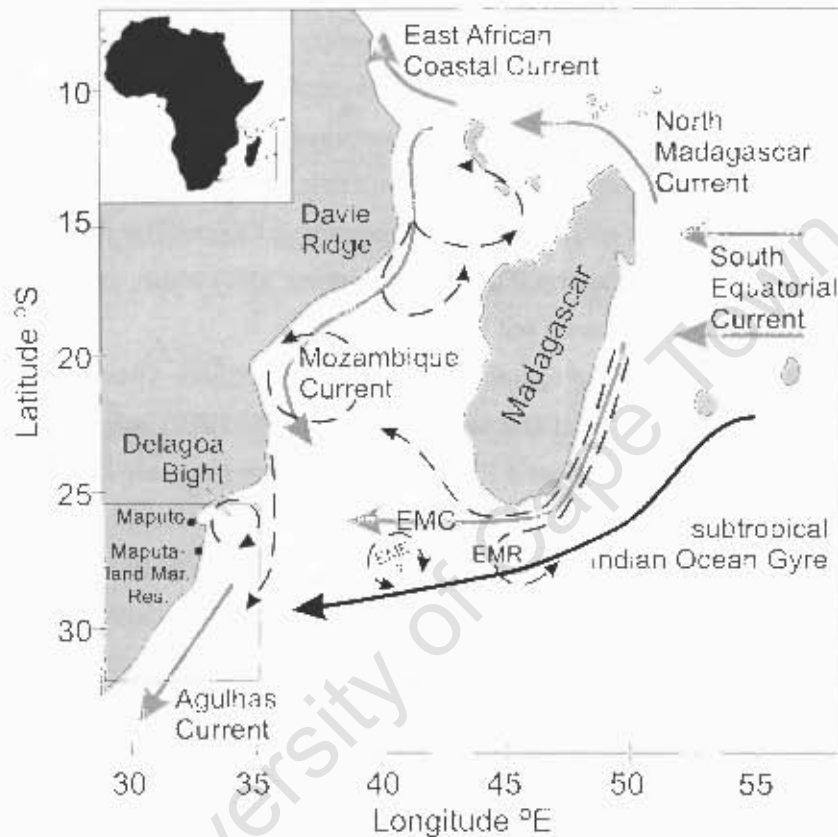 East African
Coastal Current
10
North
Madagascar
Current
Davie
Ridge
15
South
Equatorial
Current
Madagascar
Latitude ºS
20
Mozambique
Current
Delagoa
Bight
25
Maputo
EMC
subtropical
Indian Ocean Gyre
Maputa-
land Mar.
Res.
EMR
30
Agulhas
Current
30
35
40
45
50
55
Longitude ºE
University of Cape Town